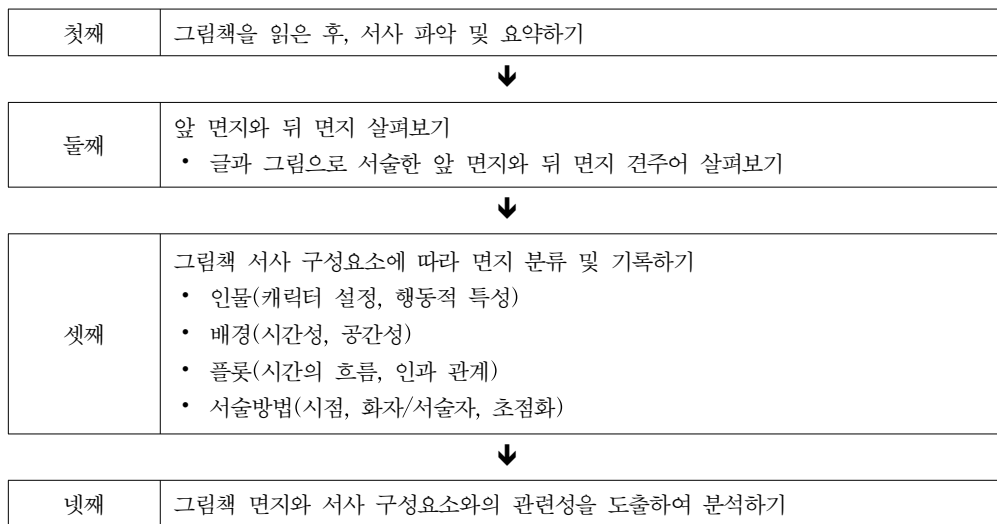 첫째 그림책을 읽은 후, 서사 파악 및 요약하기
🡻
앞 면지와 뒤 면지 살펴보기
둘째
• 글과 그림으로 서술한 앞 면지와 뒤 면지 견주어 살펴보기
🡻
그림책 서사 구성요소에 따라 면지 분류 및 기록하기
• 인물(캐릭터 설정, 행동적 특성)
셋째
• 배경(시간성, 공간성)
• 플롯(시간의 흐름, 인과 관계)
• 서술방법(시점, 화자/서술자, 초점화)
🡻
넷째 그림책 면지와 서사 구성요소와의 관련성을 도출하여 분석하기